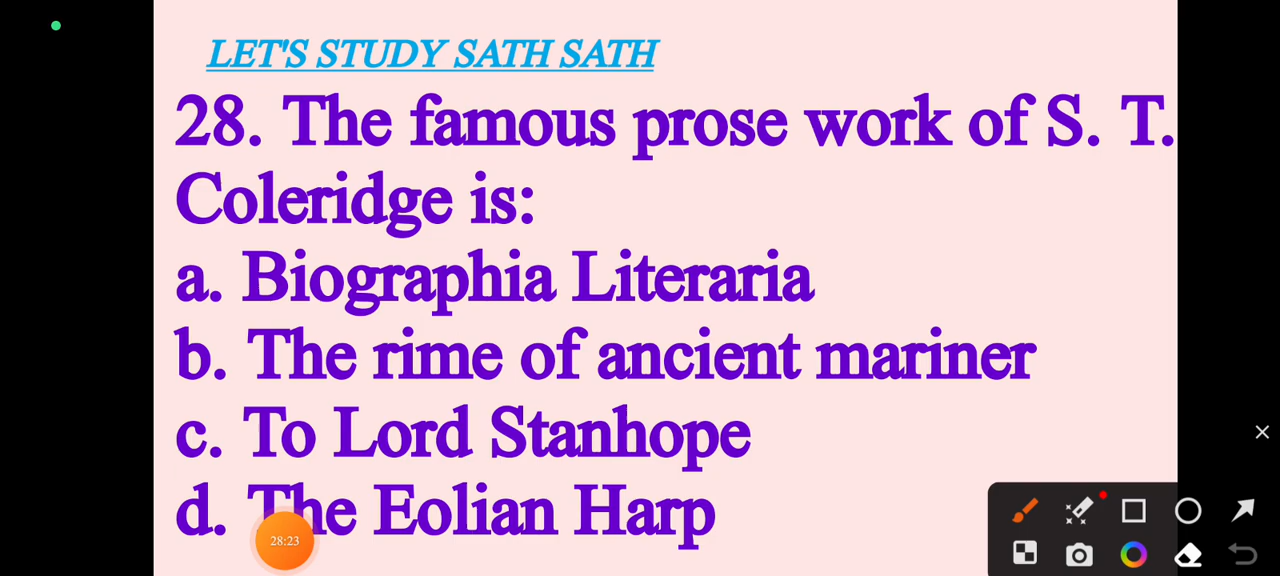 LET'S STUDY SATH SATH
28. The famous prose work of S. T.
Coleridge is:
a. Biographia Literaria
b. The rime of ancient mariner
c. To Lord Stanhope
d. The Eolian Harp
28:23